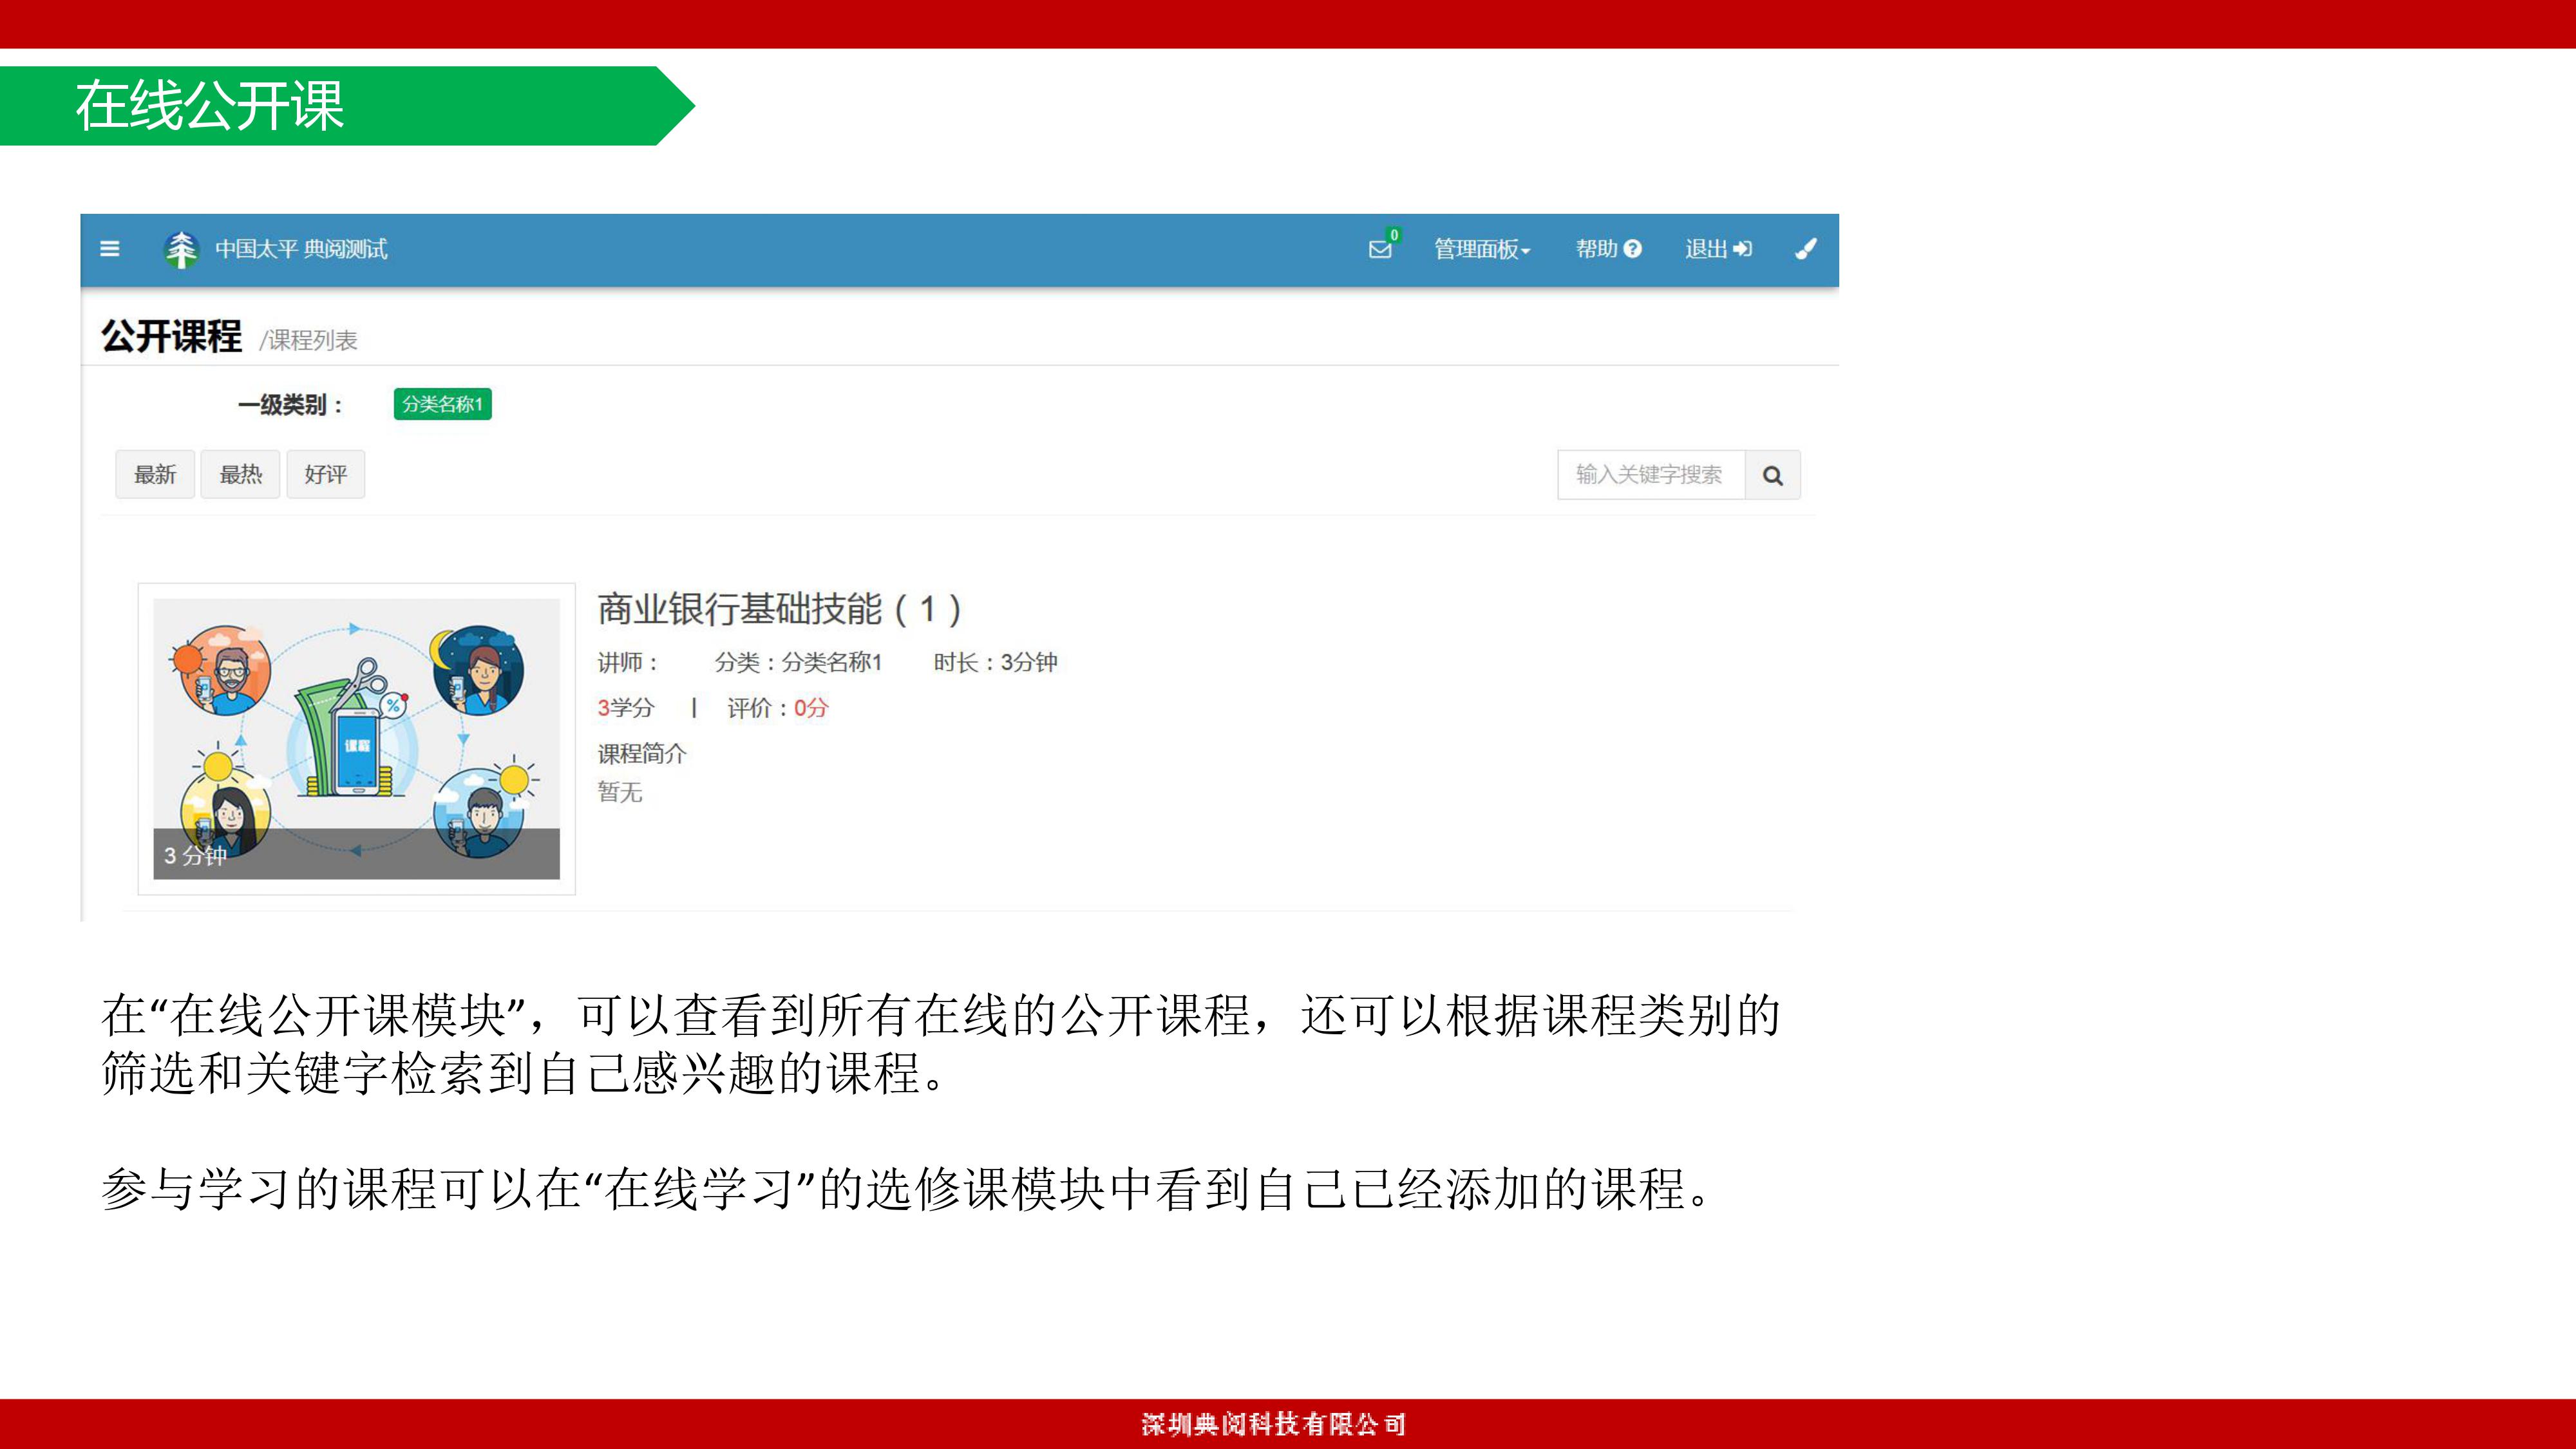 在线公开课
中国太平 典阅测试
0
管理面板
帮助
退出
公开课程 /课程列表
一级类别： 分类名称1
最新 最热 好评
输入关键字搜索
商业银行基础技能（1）
讲师： 分类：分类名称1 时长：3分钟
3学分 | 评价：0分
课程简介
暂无
%
课程
3 分钟
在“在线公开课模块”，可以查看到所有在线的公开课程，还可以根据课程类别的
筛选和关键字检索到自己感兴趣的课程。
参与学习的课程可以在“在线学习”的选修课模块中看到自己已经添加的课程。
深圳典阅科技有限公司